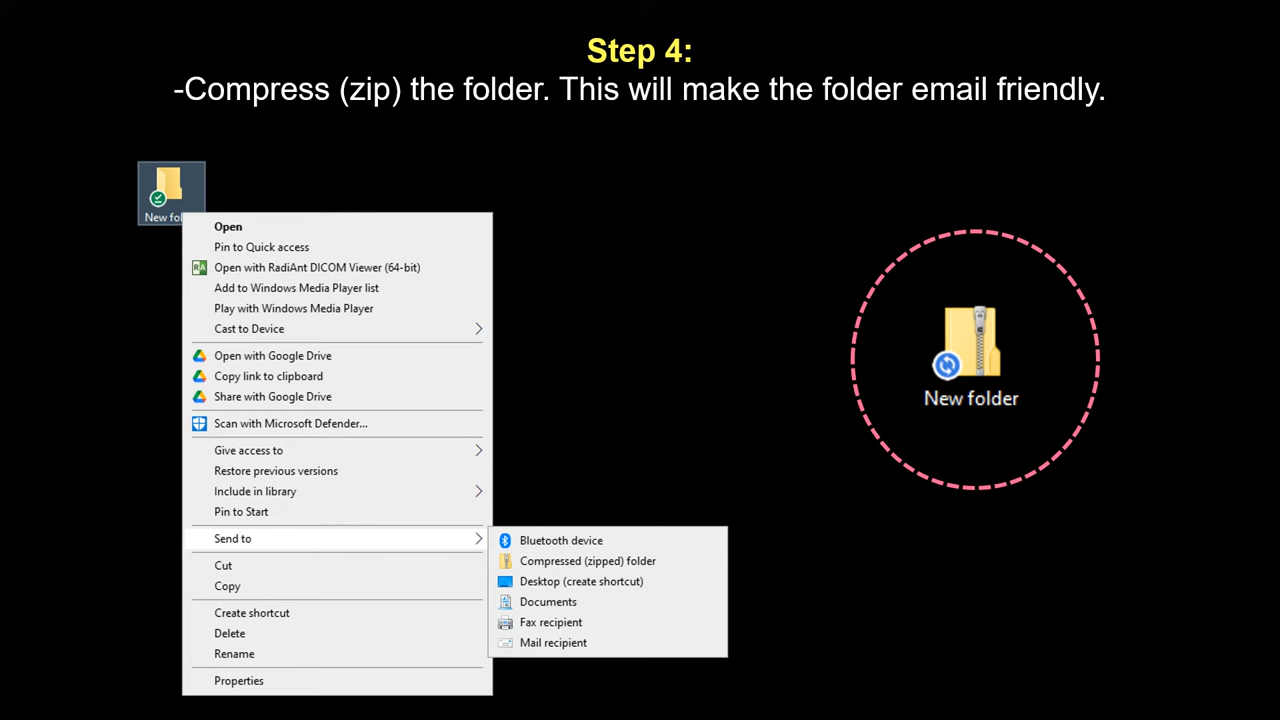 Step 4:
-Compress (zip) the folder. This will make the folder email friendly.
New fol
Open
Pin to Quick access
RA
Open with RadiAnt DICOM Viewer (64-bit)
Add to Windows Media Player list
Play with Windows Media Player
Cast to Device
Open with Google Drive
Copy link to clipboard
Share with Google Drive
Scan with Microsoft Defender...
Give access to
Restore previous versions
Include in library
Pin to Start
Send to
Cut
Copy
Create shortcut
Delete
Rename
Properties
Bluetooth device
Compressed (zipped) folder
Desktop (create shortcut)
Documents
Fax recipient
Mail recipient
New folder